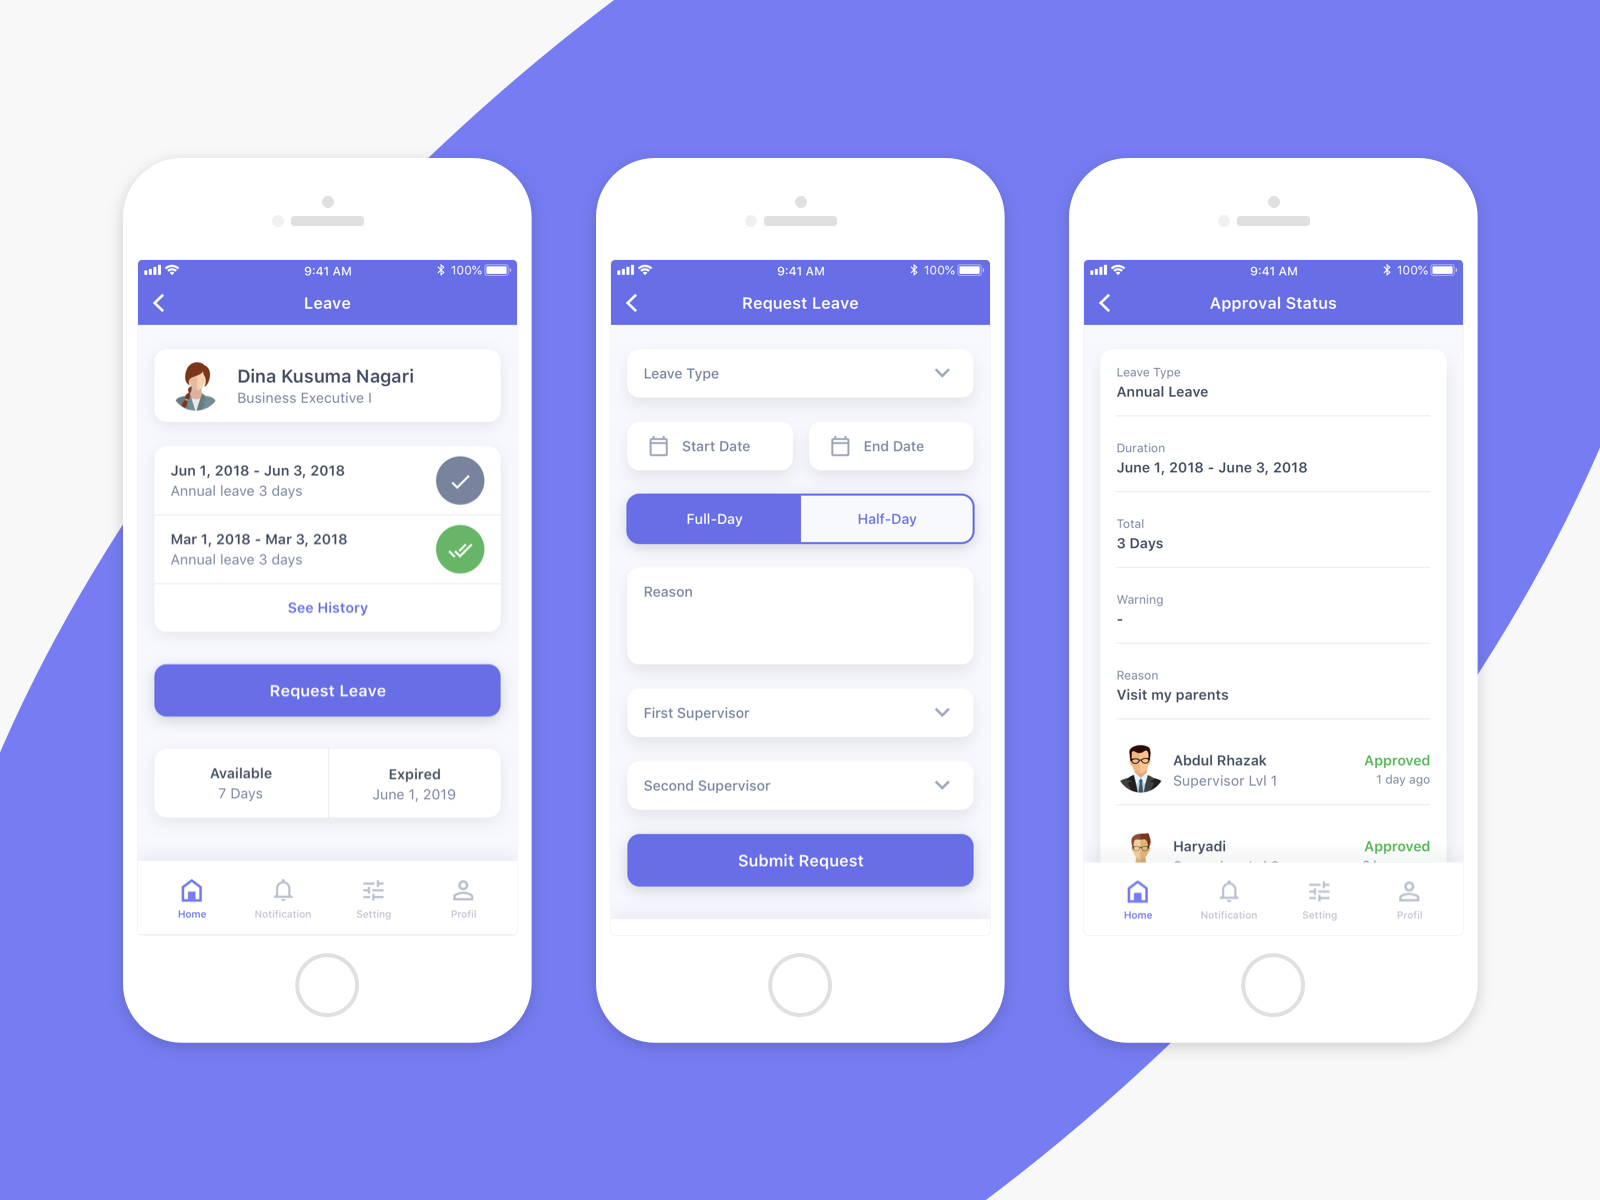 9:41 AM
100%
Leave
Dina Kusuma Nagari
Business Executive I
Jun 1, 2018 - Jun 3, 2018
Annual leave 3 days
Mar 1, 2018 - Mar 3, 2018
Annual leave 3 days
See History
Request Leave
Available
7 Days
Expired
June 1, 2019
Home
Notification
Setting
Profil
9:41 AM
100%
Request Leave
Leave Type
Start Date
End Date
Full-Day
Half-Day
Reason
First Supervisor
Second Supervisor
Submit Request
9:41 AM
100%
Approval Status
Leave Type
Annual Leave
Duration
June 1, 2018 - June 3, 2018
Total
3 Days
Warning
-
Reason
Visit my parents
Abdul Rhazak
Approved
Supervisor Lvl 1
1 day ago
Haryadi
Approved
Home
Notification
Setting
Profil